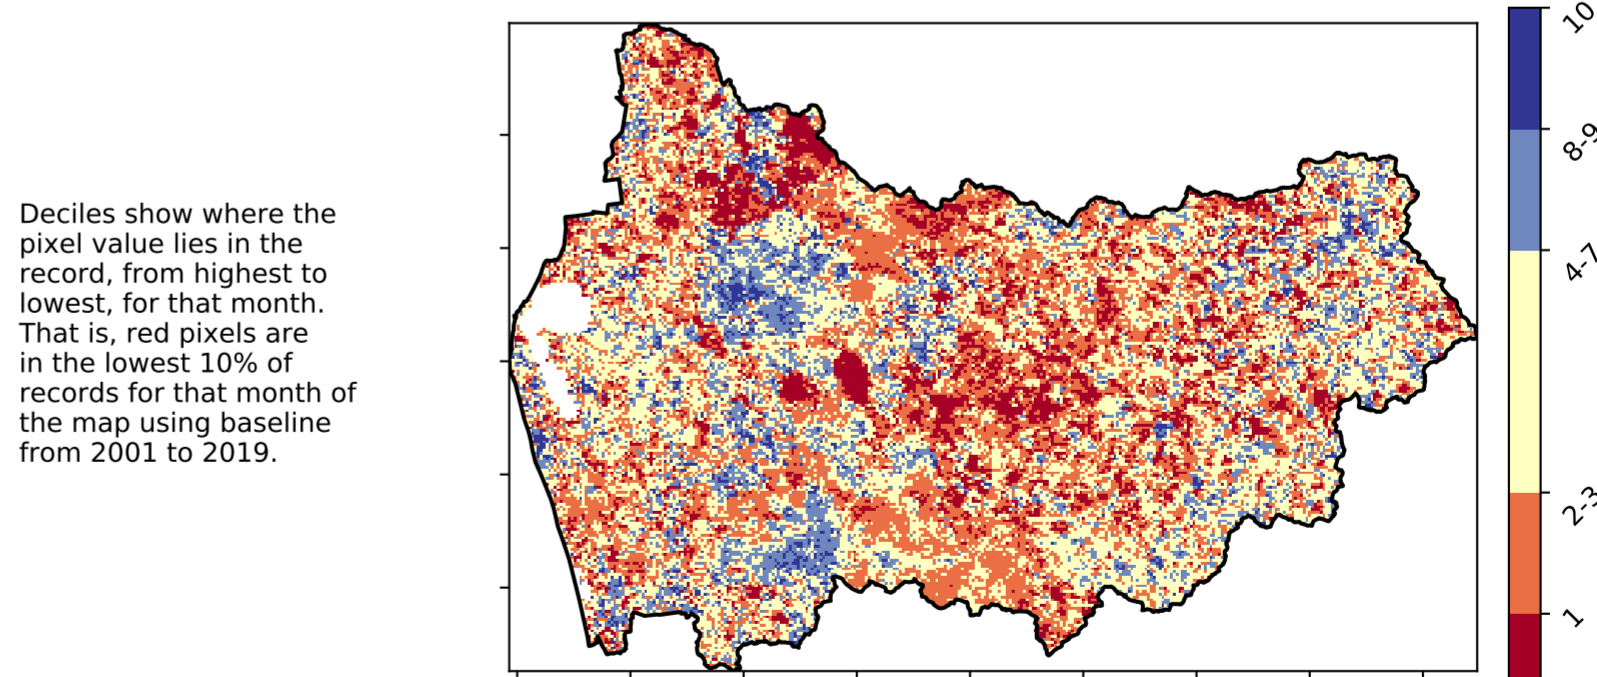 Deciles show where the
pixel value lies in the
record, from highest to
lowest, for that month.
That is, red pixels are
in the lowest 10% of
records for that month of
the map using baseline
from 2001 to 2019.
10
8-9
4-7
2-3
1